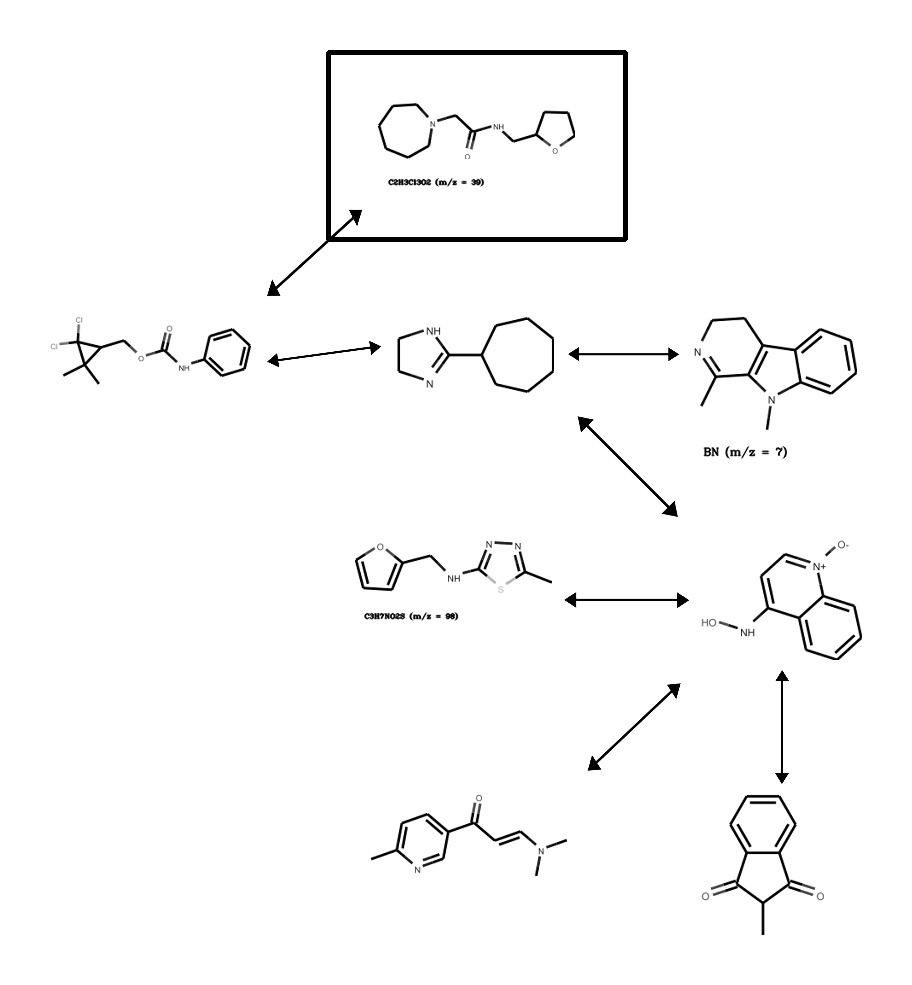 N
NH
O
O
C2H3Cl3O2 (m/z = 39)
Cl
Cl
O
O
NH
NH
N
N
N
BN (m/z = 7)
O
NH
N
N
S
C3H7NO2S (m/z = 98)
O-
N+
HO
NH
O
N
N
O
O